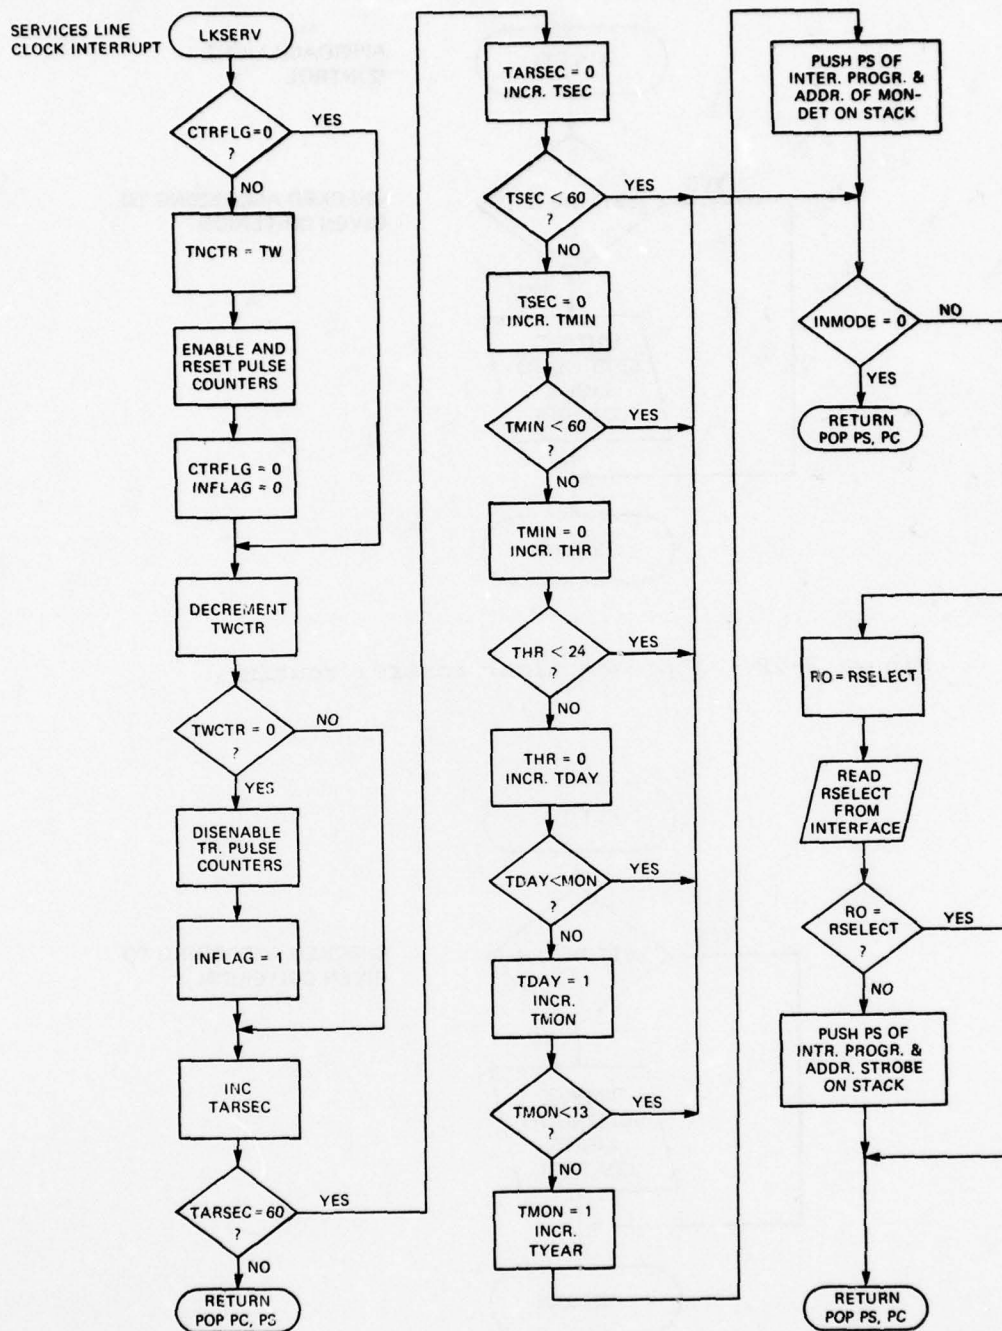 SERVICES LINE
CLOCK INTERRUPT
LKSERV
CTRFLG=0
?
YES
NO
TNCTR = TW
ENABLE AND
RESET PULSE
COUNTERS
CTRFLG = 0
INFLAG = 0
DECREMENT
TWCTR
TWCTR = 0
?
NO
YES
DISENABLE
TR. PULSE
COUNTERS
INFLAG = 1
INC
TARSEC
TARSEC=60
?
YES
NO
RETURN
POP PC, PS
TARSEC = 0
INCR. TSEC
TSEC < 60
?
YES
NO
TSEC = 0
INCR. TMIN
TMIN < 60
?
YES
NO
TMIN = 0
INCR. THR
THR < 24
?
YES
NO
THR = 0
INCR. TDAY
TDAY<MON
?
YES
NO
TDAY = 1
INCR.
TMON
TMON<13
?
YES
NO
TMON = 1
INCR.
TYEAR
PUSH PS OF
INTER. PROGR. &
ADDR. OF MON-
DET ON STACK
INMODE = 0
NO
YES
RETURN
POP PS, PC
RO = RSELECT
READ
RSELECT
FROM
INTERFACE
RO =
RSELECT
?
YES
NO
PUSH PS OF
INTR. PROGR. &
ADDR. STROBE
ON STACK
RETURN
POP PS, PC